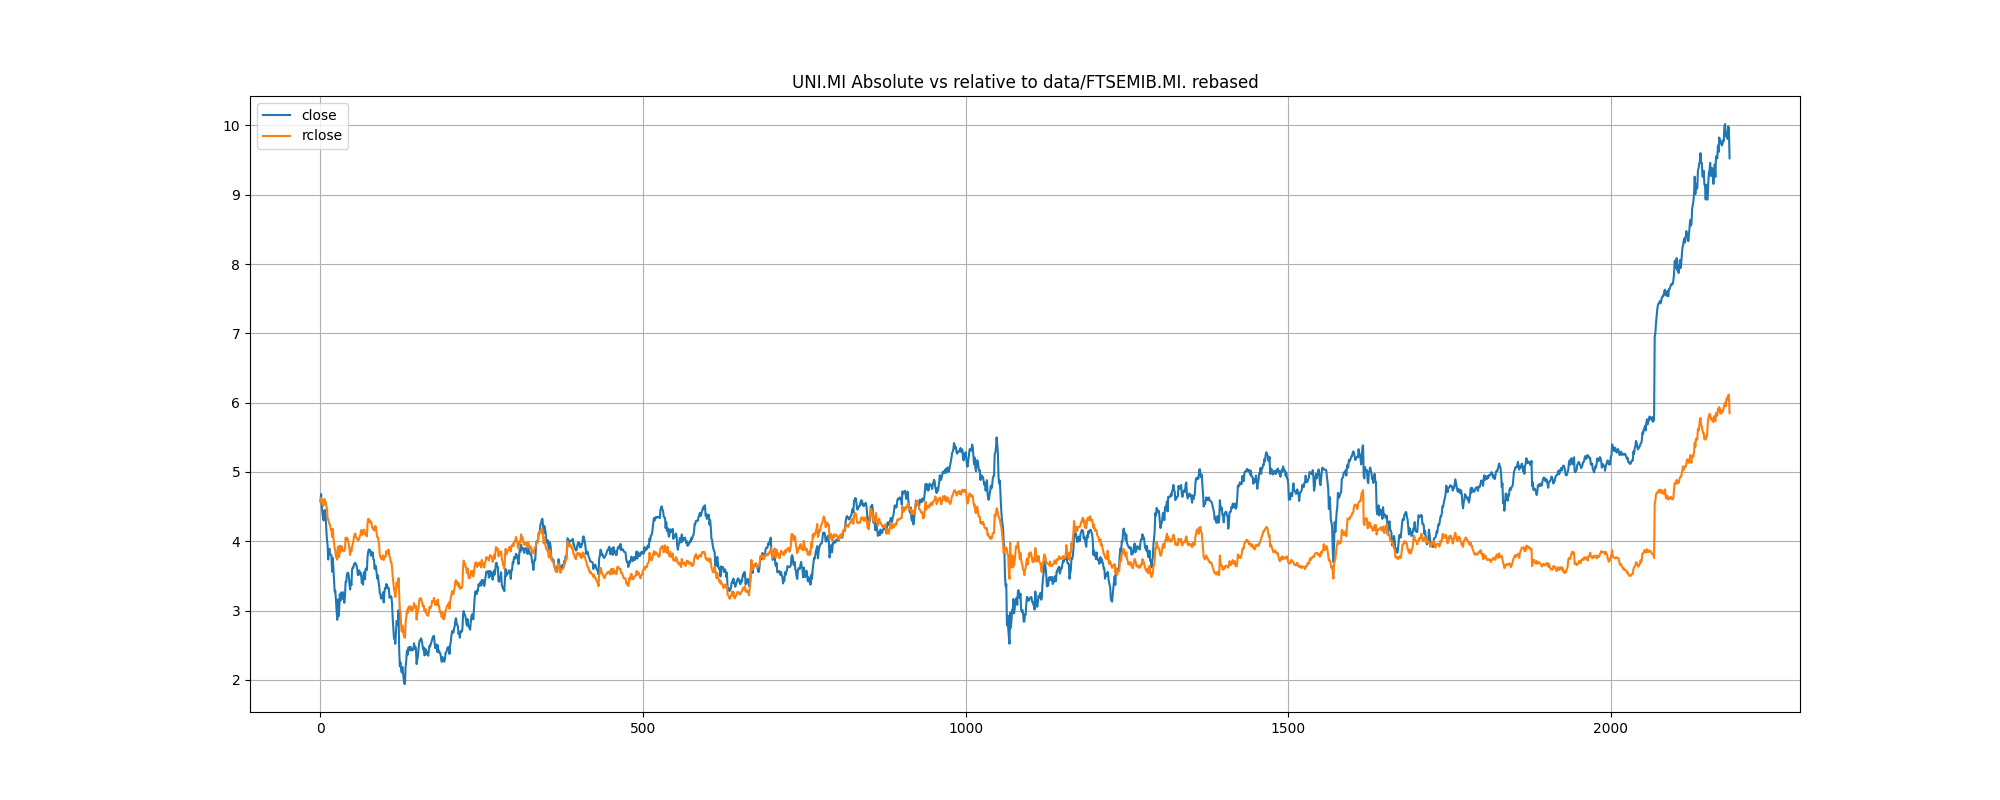 UNI.MI Absolute vs relative to data/FTSEMIB.MI. rebased
close
rclose
10
9
8
7
6
5
4
3
2
0 500 1000 1500 2000